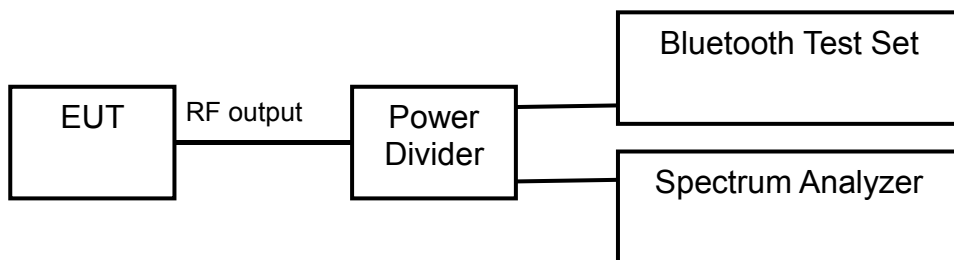 EUT
RF output
Power
Divider
Bluetooth Test Set
Spectrum Analyzer